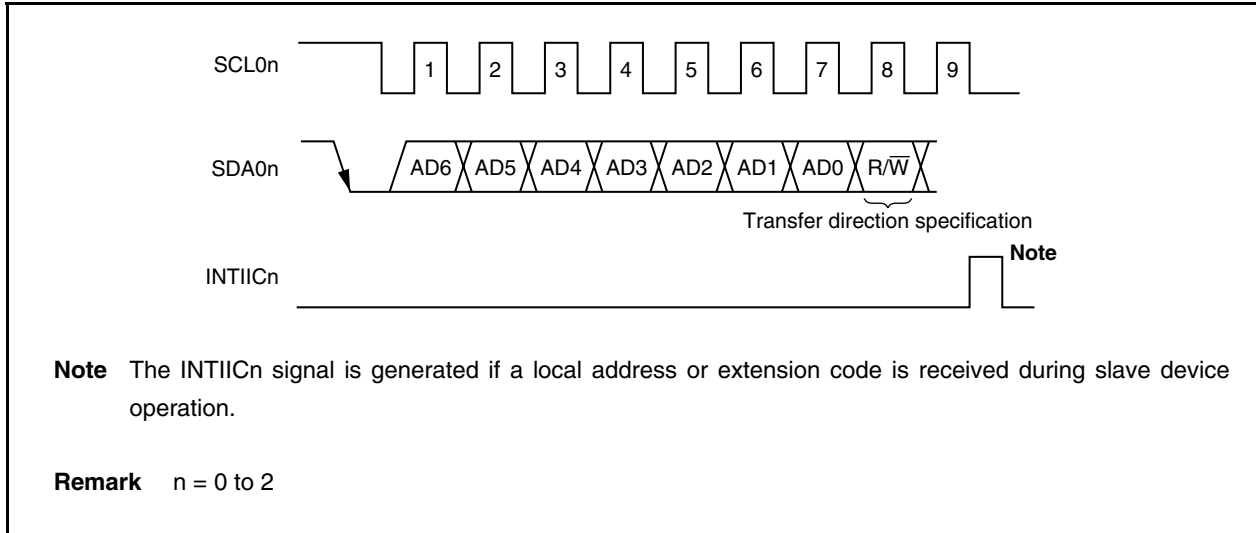 SCL0n 1 2 3 4 5 6 7 8 9
SDA0n AD6 AD5 AD4 AD3 AD2 AD1 AD0 R/W̅
Transfer direction specification
Note
INTIICn
Note The INTIICn signal is generated if a local address or extension code is received during slave device
operation.
Remark n = 0 to 2